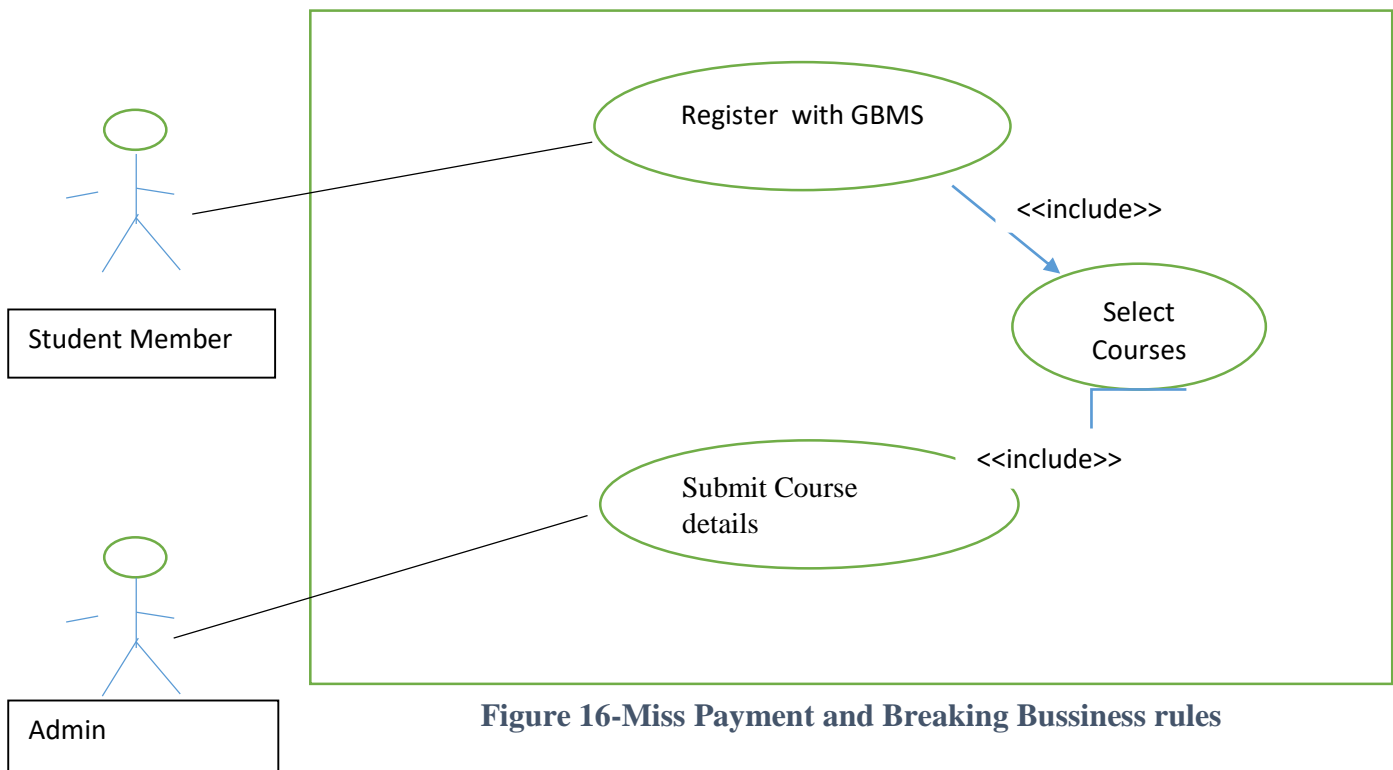 Register with GBMS
<<include>>
Student Member
Select
Courses
<<include>>
Submit Course
details
Admin
Figure 16-Miss Payment and Breaking Bussiness rules